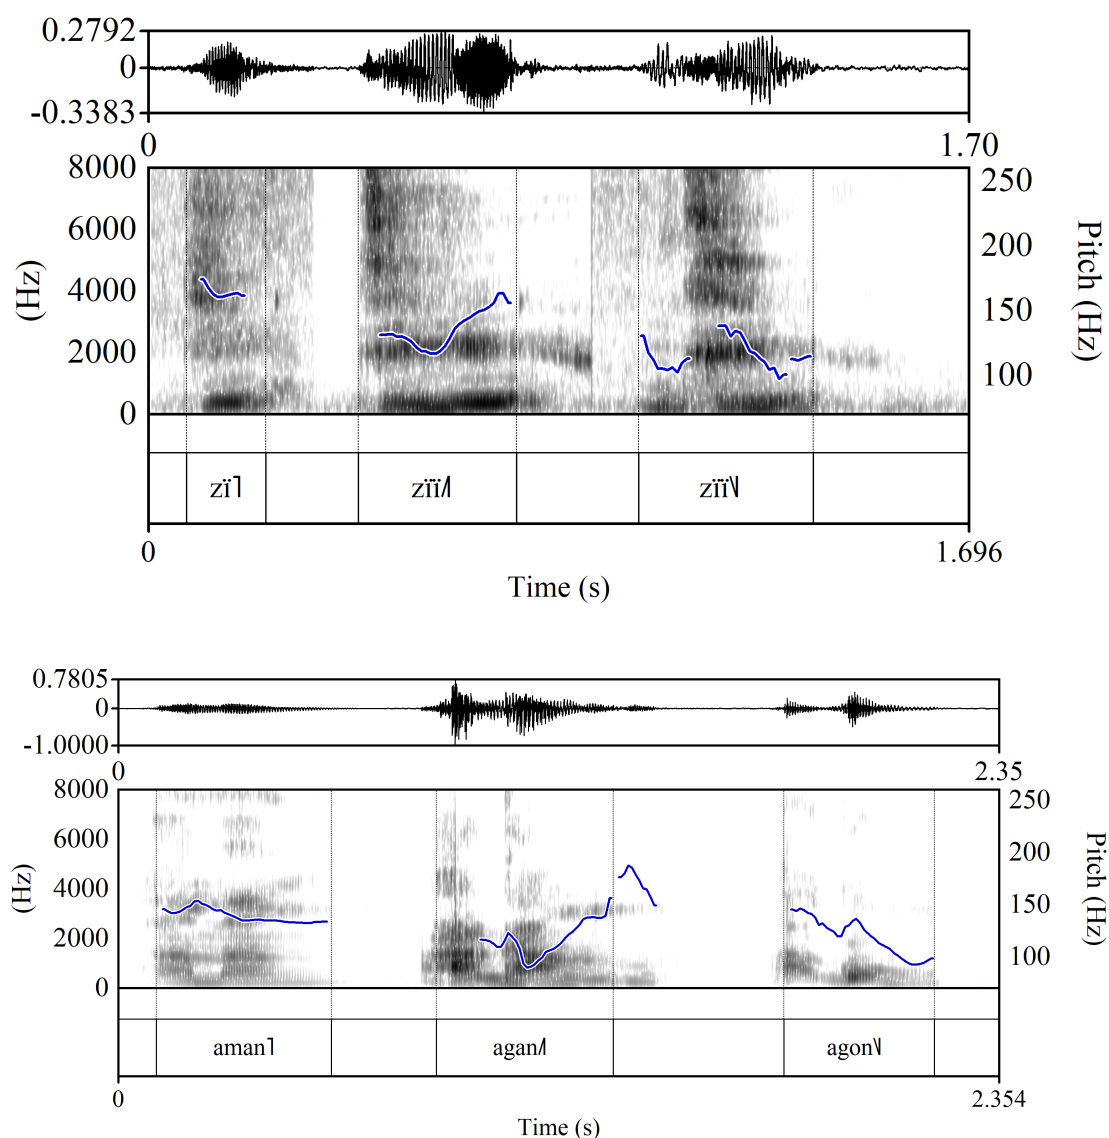 0.2792
0
-0.3383
0 1.70
8000 250
6000 200
4000 150
2000 100
0
(Hz)
Pitch (Hz)
zï˥ zïï˩˥ zïï˥˩
0 1.696
Time (s)
0.7805
0
-1.0000
0 2.35
8000 250
6000 200
4000 150
2000 100
0
(Hz)
Pitch (Hz)
aman˥ agan˩˥ agon˥˩
0 2.354
Time (s)